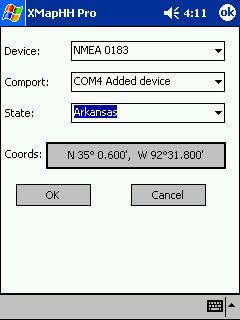 XMapHH Pro 4:11 ok
Device: NMEA 0183
Comport: COM4 Added device
State: Arkansas
Coords: N 35° 0.600', W 92°31.800'
OK Cancel